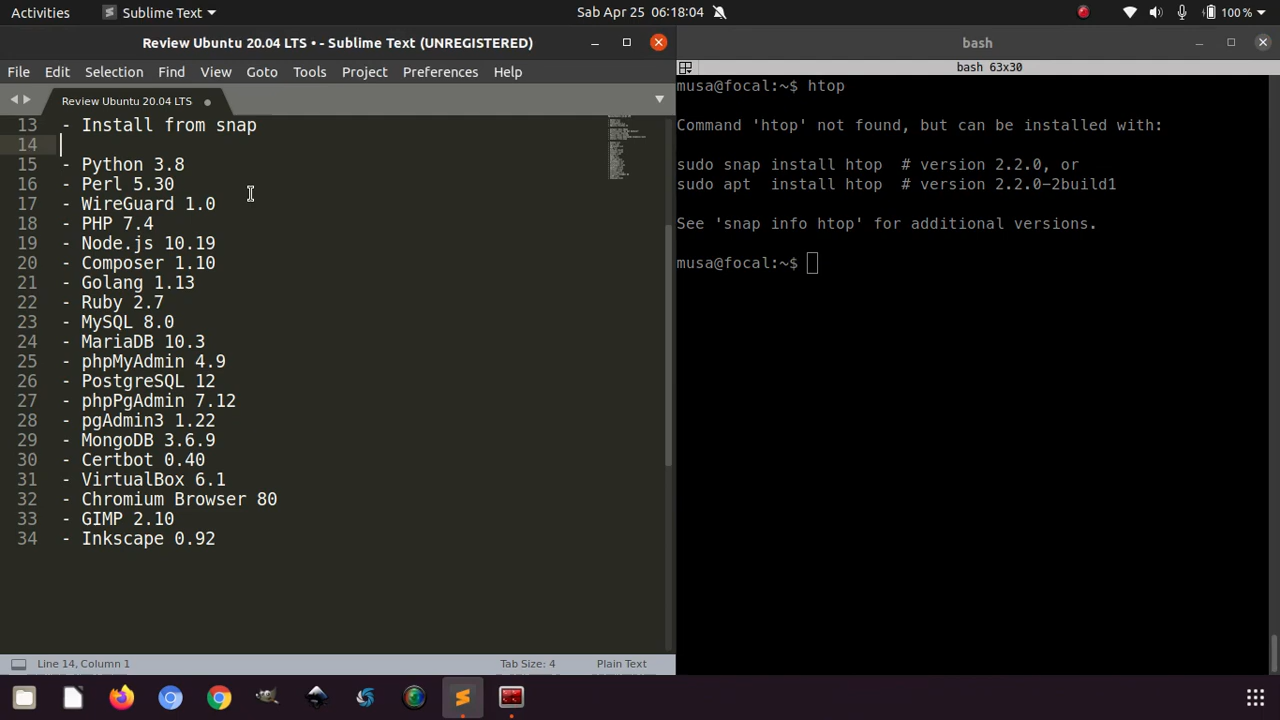 Activities
Sublime Text
Sab Apr 25 06:18:04
100 %
Review Ubuntu 20.04 LTS • - Sublime Text (UNREGISTERED)
File Edit Selection Find View Goto Tools Project Preferences Help
Review Ubuntu 20.04 LTS
13 - Install from snap
14
15 - Python 3.8
16 - Perl 5.30
17 - WireGuard 1.0
18 - PHP 7.4
19 - Node.js 10.19
20 - Composer 1.10
21 - Golang 1.13
22 - Ruby 2.7
23 - MySQL 8.0
24 - MariaDB 10.3
25 - phpMyAdmin 4.9
26 - PostgreSQL 12
27 - phpPgAdmin 7.12
28 - pgAdmin3 1.22
29 - MongoDB 3.6.9
30 - Certbot 0.40
31 - VirtualBox 6.1
32 - Chromium Browser 80
33 - GIMP 2.10
34 - Inkscape 0.92
Line 14, Column 1
Tab Size: 4
Plain Text
bash
bash 63x30
musa@focal:~$ htop
Command 'htop' not found, but can be installed with:
sudo snap install htop  # version 2.2.0, or
sudo apt  install htop  # version 2.2.0-2build1
See 'snap info htop' for additional versions.
musa@focal:~$